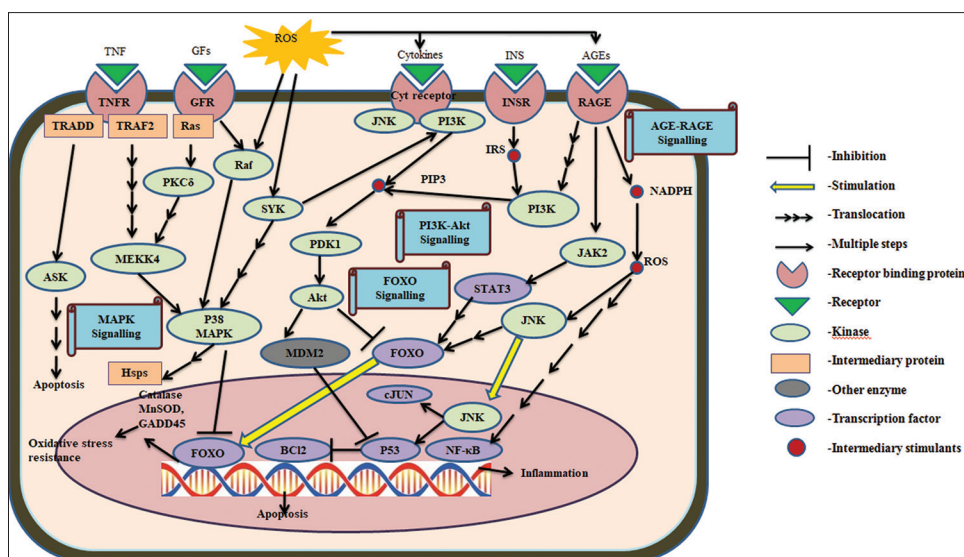 ROS
TNF
GFs
Cytokines
INS
AGEs
TNFR
GFR
Cyt receptor
INSR
RAGE
TRADD
TRAF2
Ras
JNK
PI3K
AGE-RAGE
Signalling
Raf
IRS
PKCδ
PIP3
NADPH
SYK
PI3K
PI3K-Akt
Signalling
PDK1
MEKK4
JAK2
ROS
ASK
FOXO
Signalling
STAT3
Akt
MAPK
Signalling
P38
MAPK
JNK
MDM2
FOXO
Hsps
Apoptosis
Catalase
MnSOD,
GADD45
cJUN
JNK
Oxidative stress
resistance
FOXO
BCl2
P53
NF-κB
Inflammation
Apoptosis
-Inhibition
-Stimulation
-Translocation
-Multiple steps
-Receptor binding protein
-Receptor
-Kinase
-Intermediary protein
-Other enzyme
-Transcription factor
-Intermediary stimulants